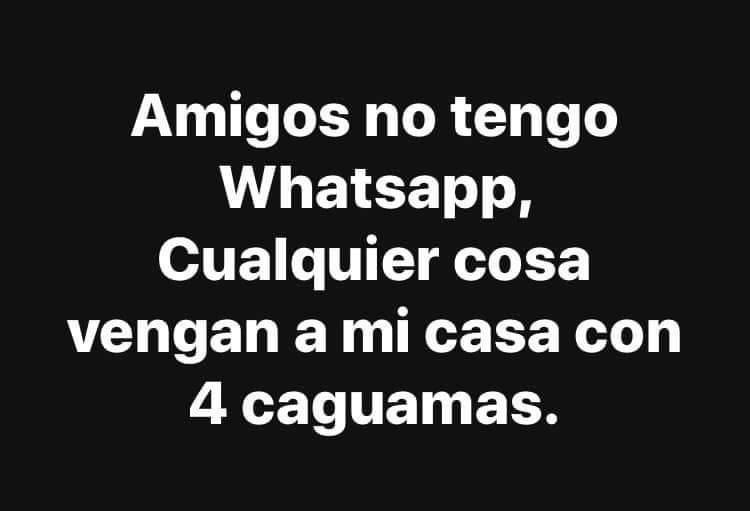 Amigos no tengo
Whatsapp,
Cualquier cosa
vengan a mi casa con
4 caguamas.